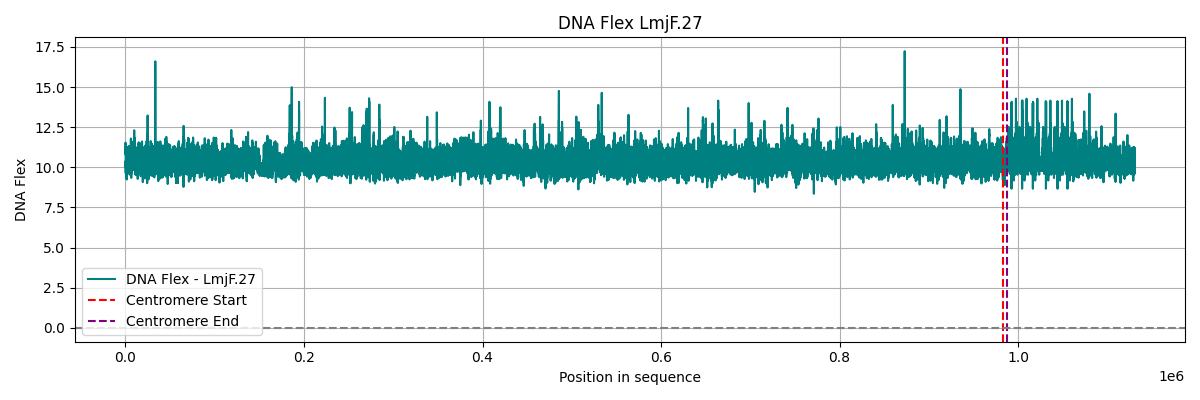 DNA Flex LmjF.27
17.5
15.0
12.5
10.0
7.5
5.0
2.5
0.0
DNA Flex
DNA Flex - LmjF.27
Centromere Start
Centromere End
0.0 0.2 0.4 0.6 0.8 1.0
1e6
Position in sequence